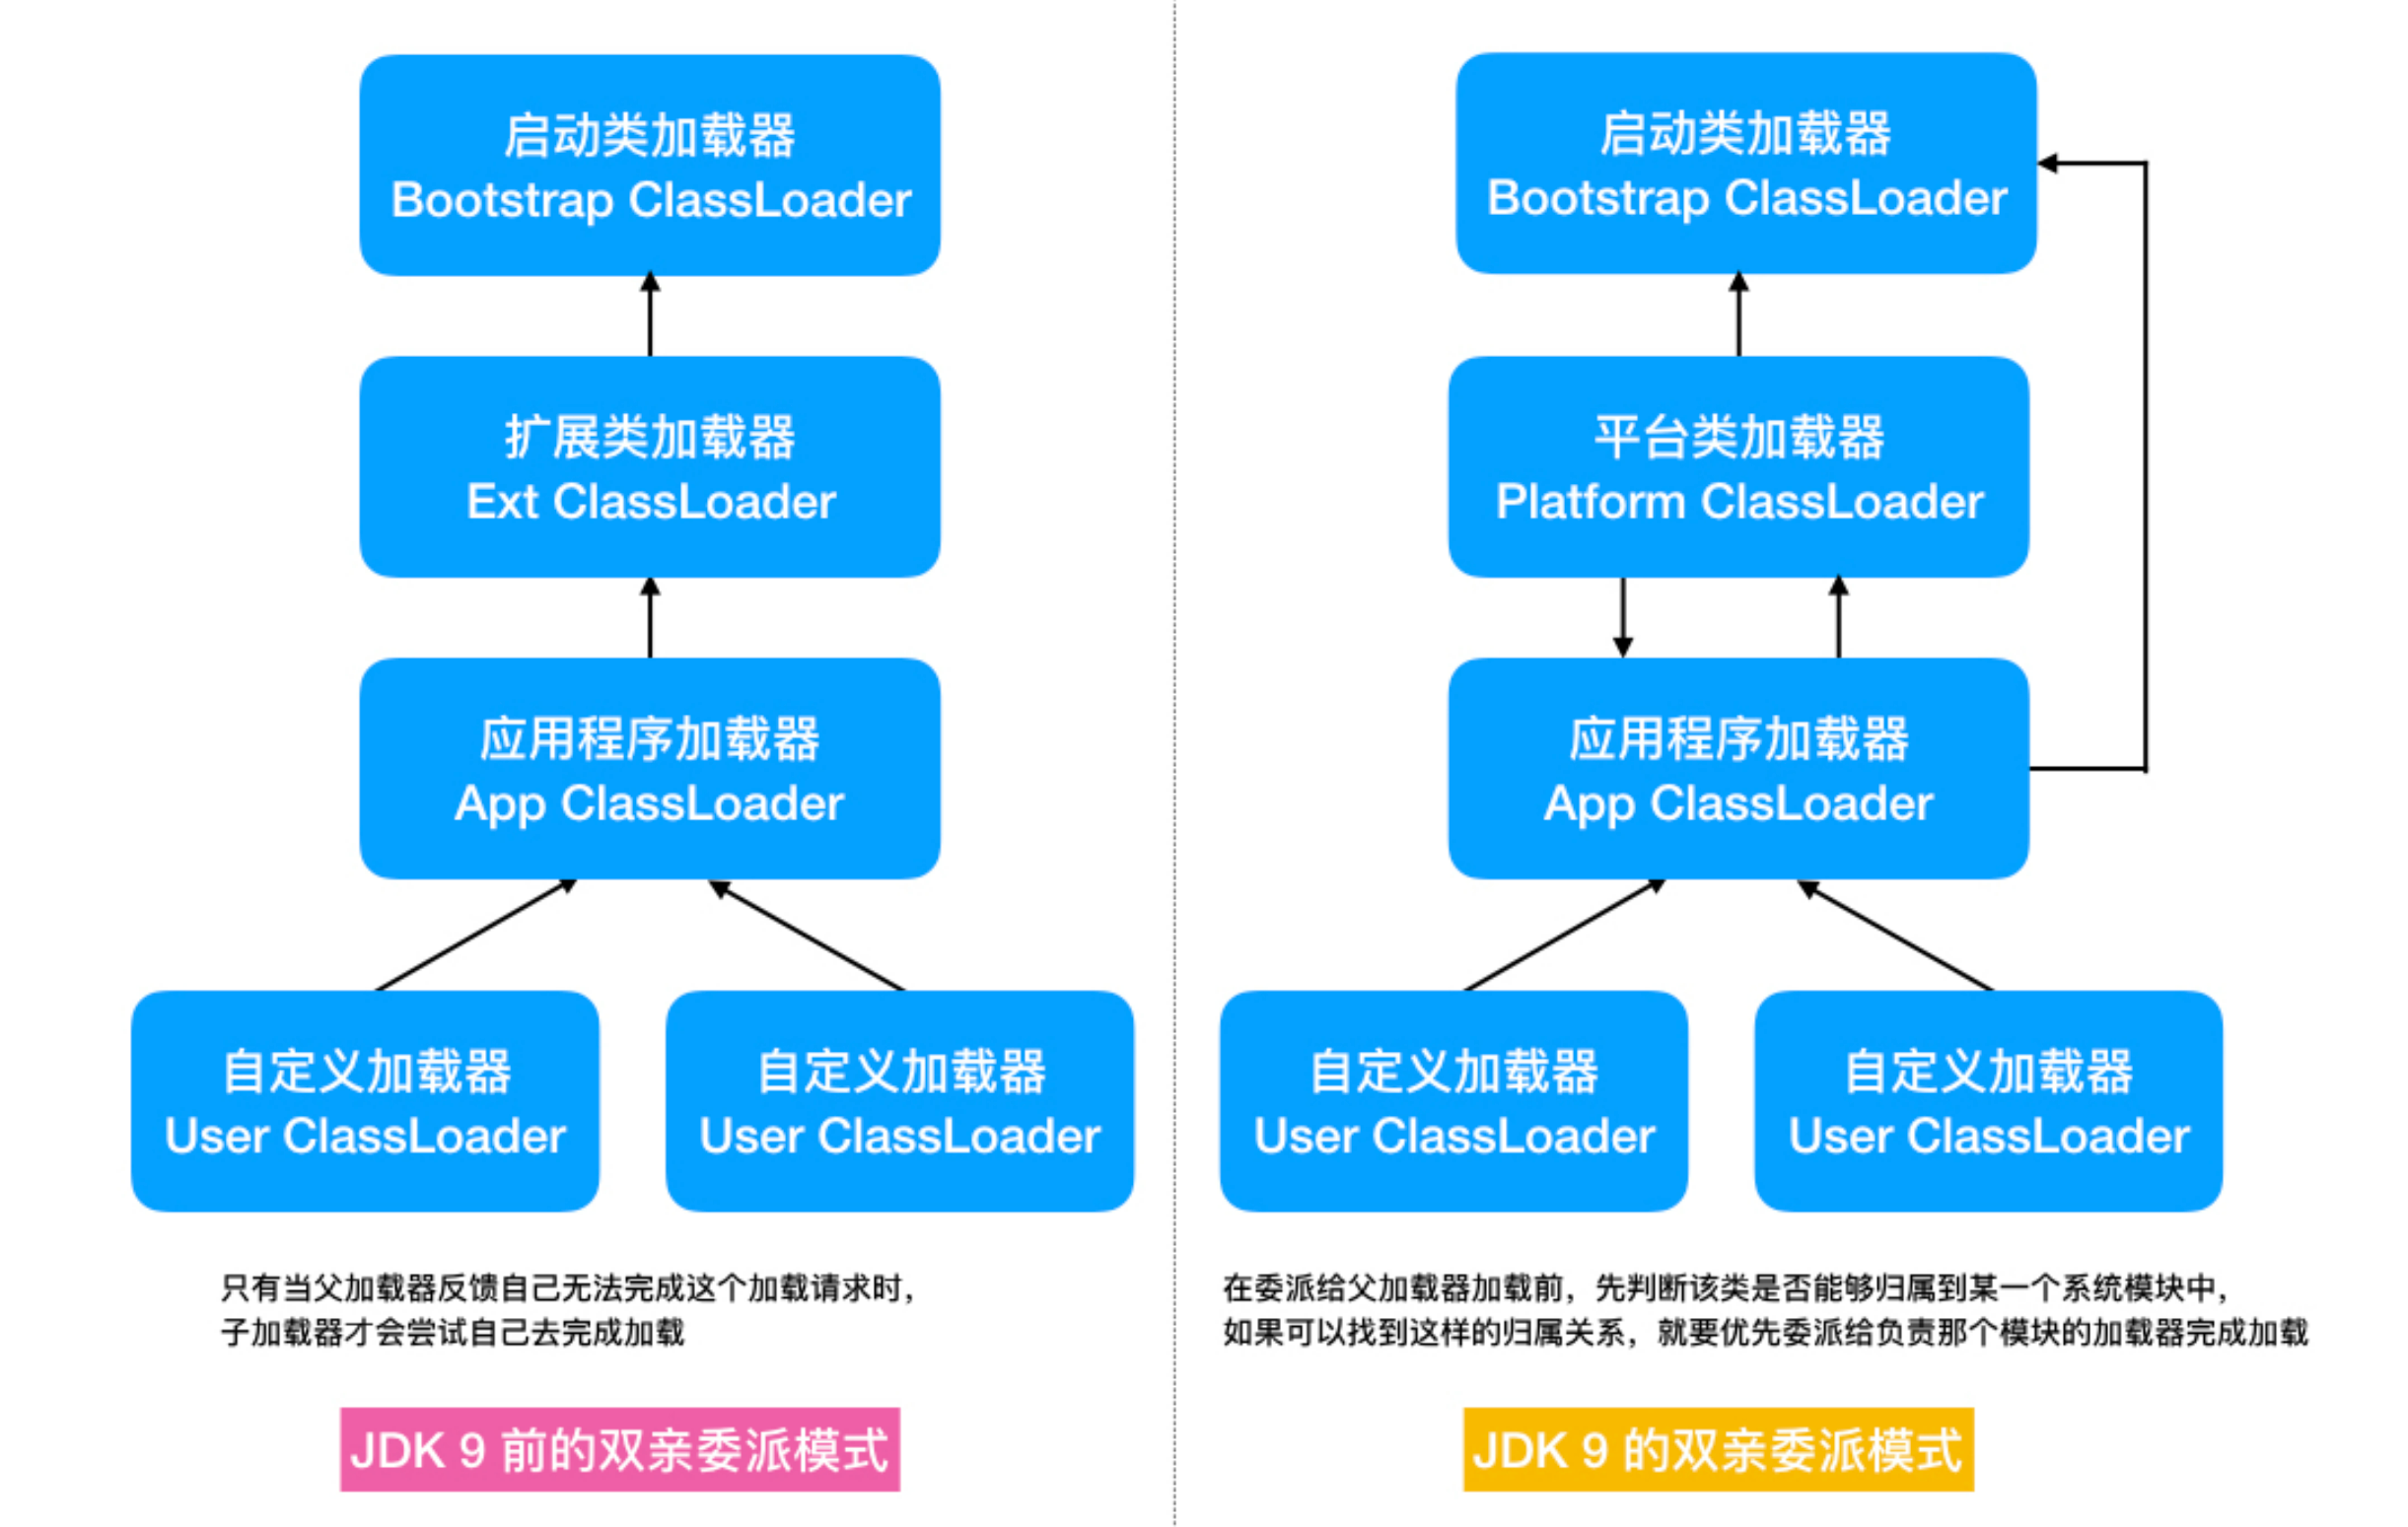 启动类加载器
Bootstrap ClassLoader
扩展类加载器
Ext ClassLoader
应用程序加载器
App ClassLoader
自定义加载器
User ClassLoader
自定义加载器
User ClassLoader
只有当父加载器反馈自己无法完成这个加载请求时，
子加载器才会尝试自己去完成加载
JDK 9 前的双亲委派模式
启动类加载器
Bootstrap ClassLoader
平台类加载器
Platform ClassLoader
应用程序加载器
App ClassLoader
自定义加载器
User ClassLoader
自定义加载器
User ClassLoader
在委派给父加载器加载前，先判断该类是否能够归属到某一个系统模块中，
如果可以找到这样的归属关系，就要优先委派给负责那个模块的加载器完成加载
JDK 9 的双亲委派模式